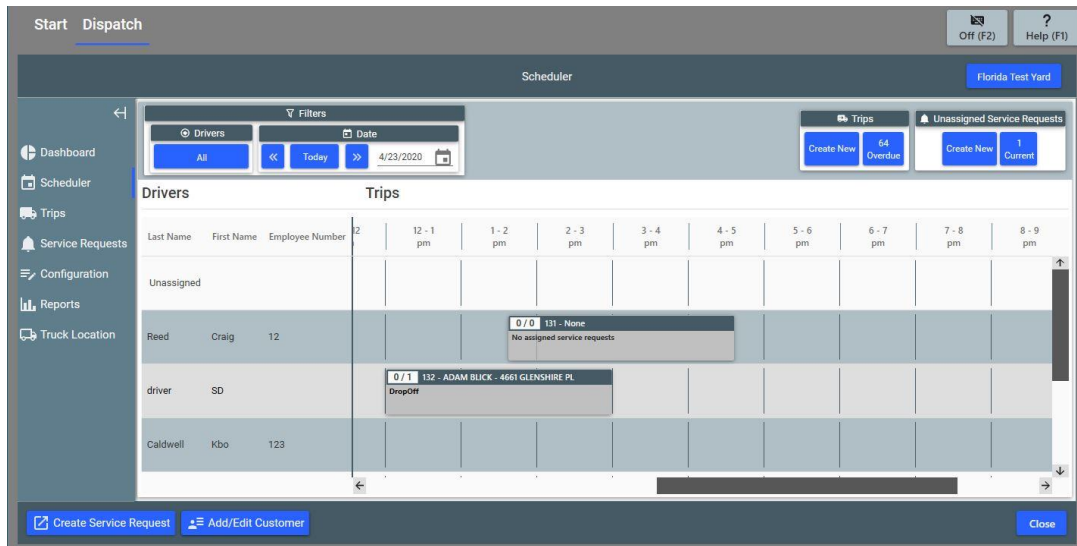 Start Dispatch
Off (F2)
?
Help (F1)
Scheduler
Florida Test Yard
Filters
Drivers
Date
All
Today
4/23/2020
Trips
Create New
64
Overdue
Unassigned Service Requests
Create New
1
Current
Dashboard
Scheduler
Trips
Service Requests
Configuration
Reports
Truck Location
Drivers
Trips
Last Name First Name Employee Number
12
12 - 1
pm
1 - 2
pm
2 - 3
pm
3 - 4
pm
4 - 5
pm
5 - 6
pm
6 - 7
pm
7 - 8
pm
8 - 9
pm
Unassigned
Reed Craig 12
0 / 0 131 - None
No assigned service requests
driver SD
0 / 1 132 - ADAM BLICK - 4661 GLENSHIRE PL
DropOff
Caldwell Kbo 123
Create Service Request
Add/Edit Customer
Close